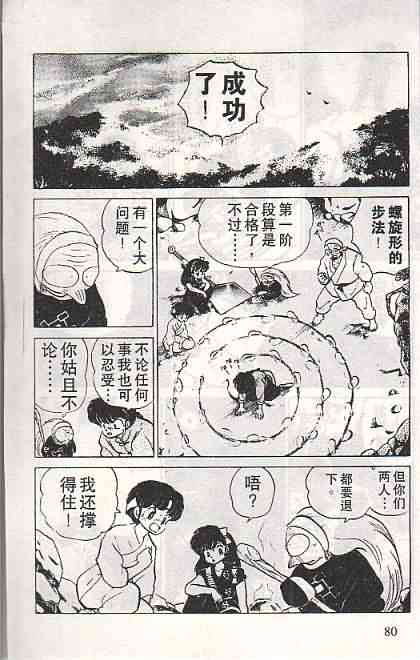 成功
了！
螺旋形的
步法！
第一阶
段算是
合格了，
不过……
有一个大
问题！
不论任何
事我也可
以忍受…
你姑且不
论……
但你们
两人…
都要退
下。
唔？
我还撑
得住！
80